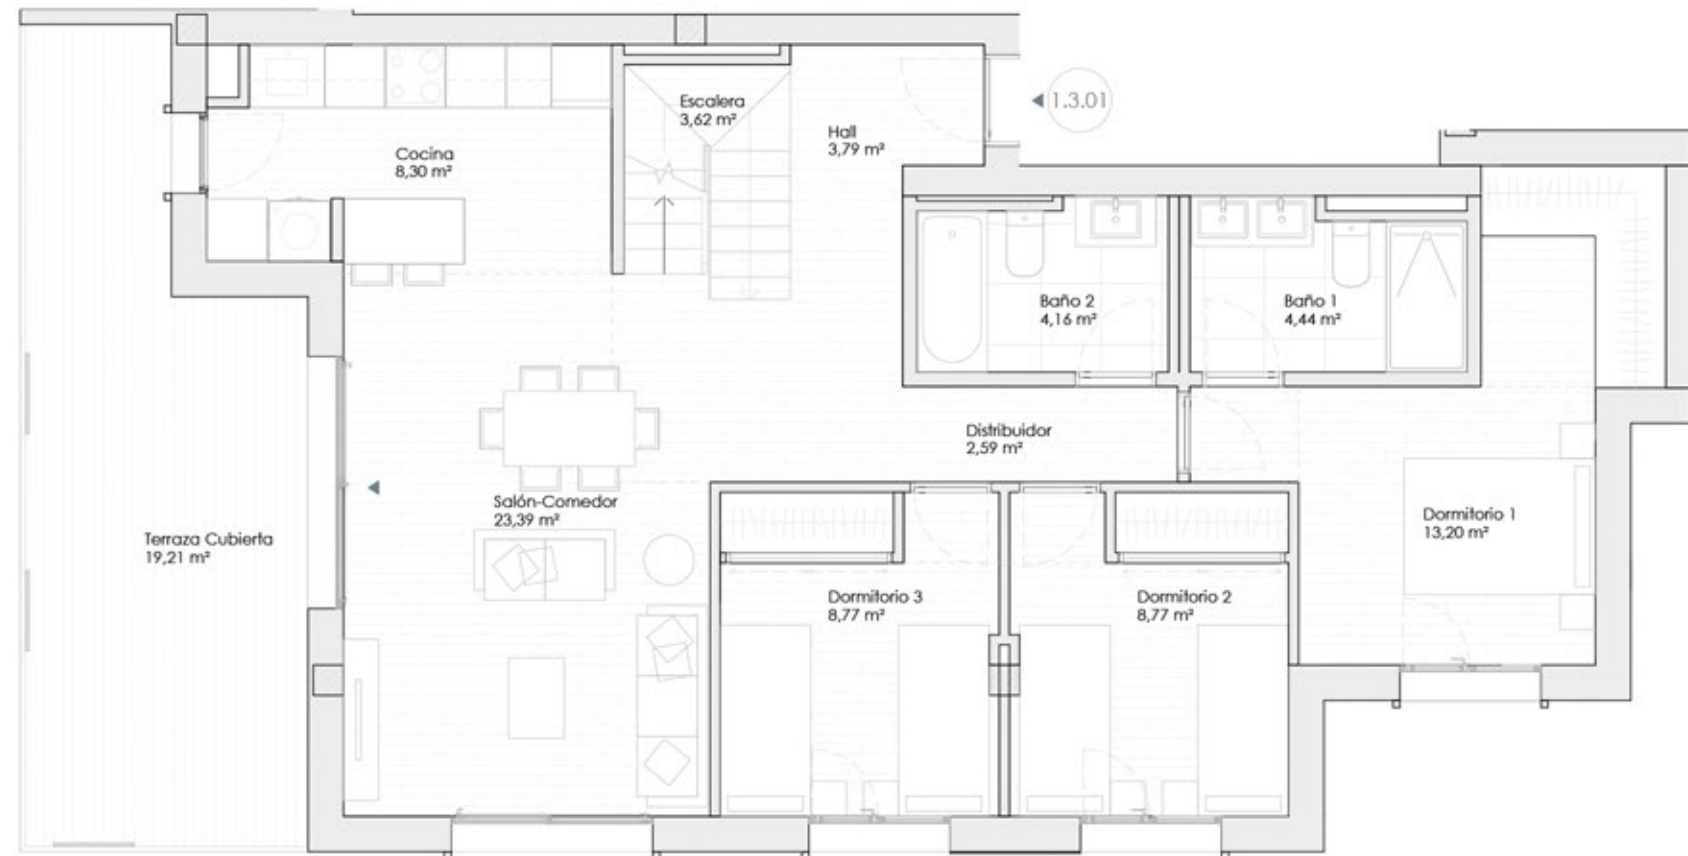 Escalera
3,62 m²
1.3.01
Hall
3,79 m²
Cocina
8,30 m²
Baño 2
4,16 m²
Baño 1
4,44 m²
Distribuidor
2,59 m²
Salón-Comedor
23,39 m²
Dormitorio 1
13,20 m²
Terraza Cubierta
19,21 m²
Dormitorio 3
8,77 m²
Dormitorio 2
8,77 m²